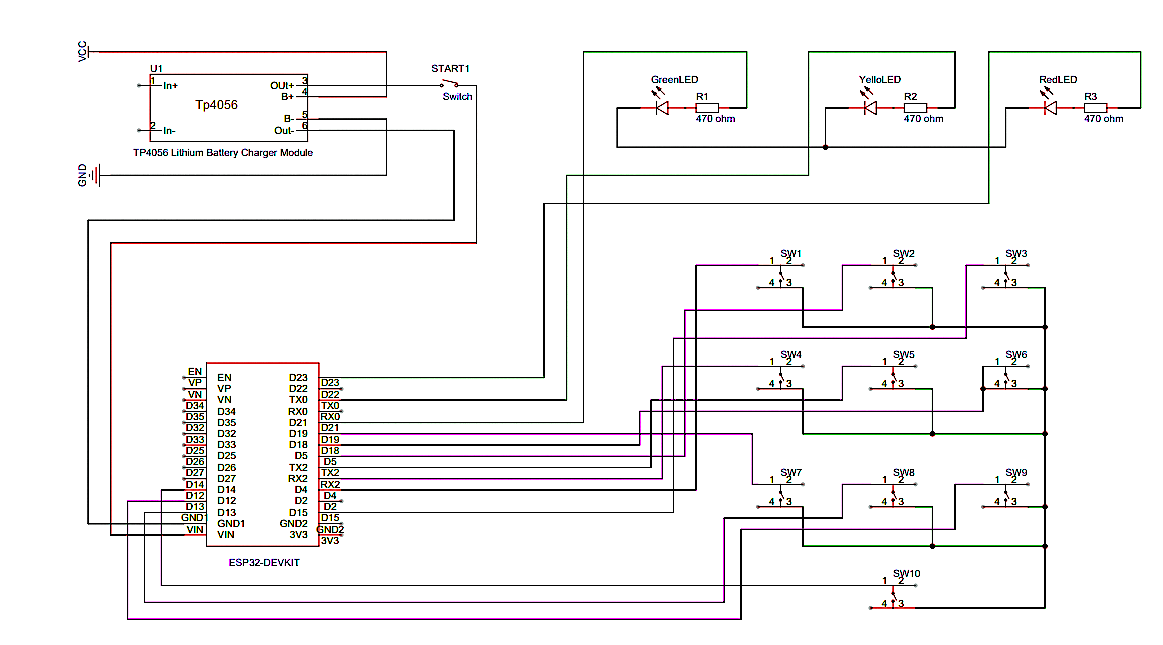 VCC
U1
1 In+
Tp4056
OUt+ 3
B+ 4
B- 5
Out- 6
2 In-
TP4056 Lithium Battery Charger Module
GND
START1
Switch
GreenLED
R1
470 ohm
YelloLED
R2
470 ohm
RedLED
R3
470 ohm
SW1
1 2
4 3
SW2
1 2
4 3
SW3
1 2
4 3
SW4
1 2
4 3
SW5
1 2
4 3
SW6
1 2
4 3
SW7
1 2
4 3
SW8
1 2
4 3
SW9
1 2
4 3
SW10
1 2
4 3
EN EN D23 D23
VP VP D22 D22
VN VN TX0 TX0
D34 D34 RX0 RX0
D35 D35 D21 D21
D32 D32 D19 D19
D33 D33 D18 D18
D25 D25 D5 D5
D26 D26 TX2 TX2
D27 D27 RX2 RX2
D14 D14 D4 D4
D12 D12 D2 D2
D13 D13 D15 D15
GND1 GND1 GND2 GND2
VIN VIN 3V3 3V3
ESP32-DEVKIT